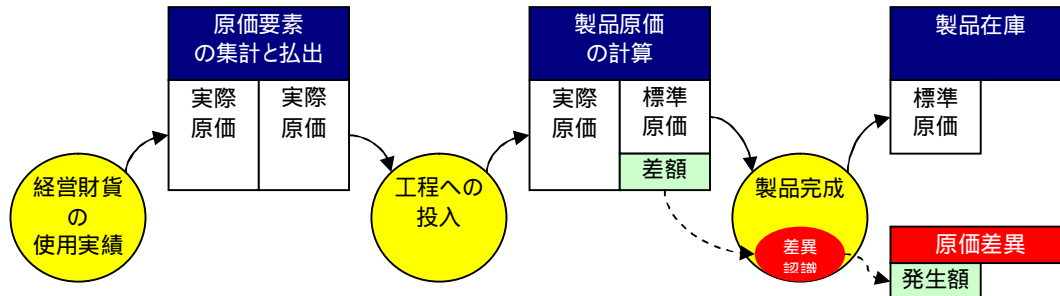 原価要素
の集計と払出
実際
原価
実際
原価
経営財貨
の
使用実績
工程への
投入
製品原価
の計算
実際
原価
標準
原価
差額
製品完成
差異
認識
製品在庫
標準
原価
原価差異
発生額